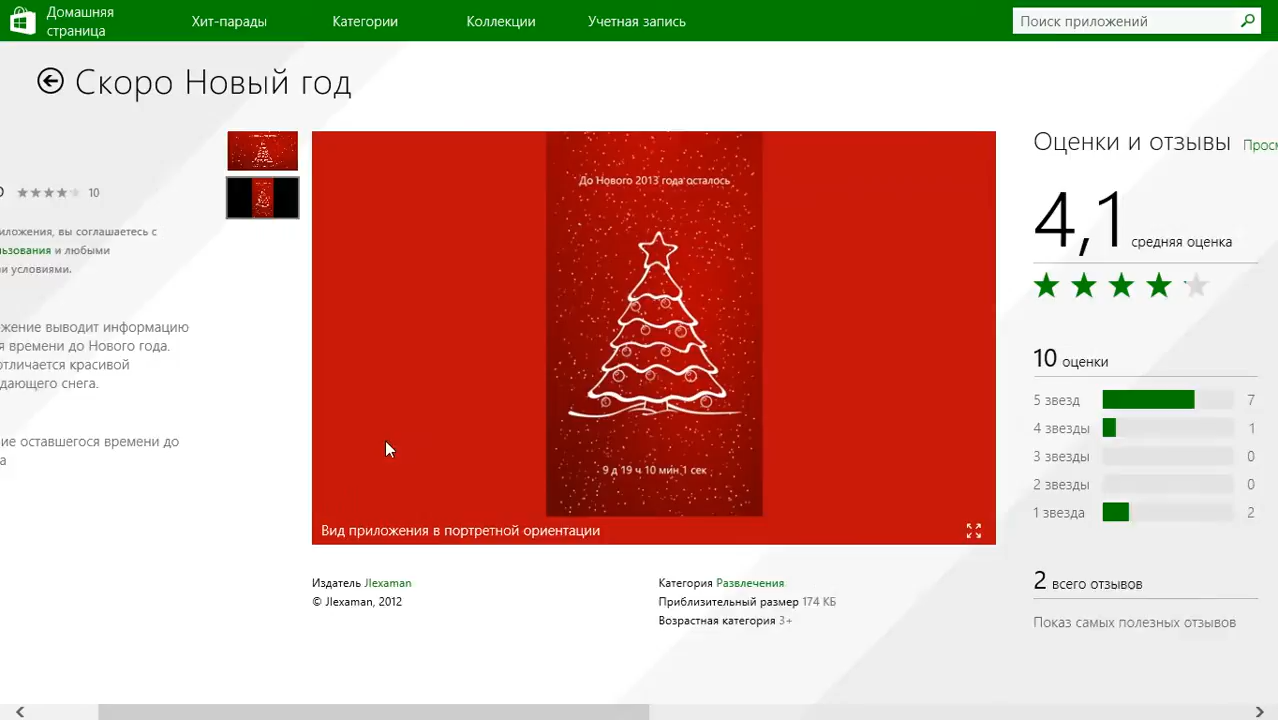 Домашняя
страница
Хит-парады
Категории
Коллекции
Учетная запись
Поиск приложений
Скоро Новый год
10
иложения, вы соглашаетесь с
и любыми
условиями.
жение выводит информацию
я времени до Нового года.
отличается красивой
дающего снега.
ие оставшегося времени до
а
До Нового 2013 года осталось
9 д 19 ч 10 мин 1 сек
Вид приложения в портретной ориентации
Издатель Jlexaman
© Jlexaman, 2012
Категория Развлечения
Приблизительный размер 174 КБ
Возрастная категория 3+
Оценки и отзывы
Прос
4,1 средняя оценка
10 оценки
5 звезд 7
4 звезды 1
3 звезды 0
2 звезды 0
1 звезда 2
2 всего отзывов
Показ самых полезных отзывов